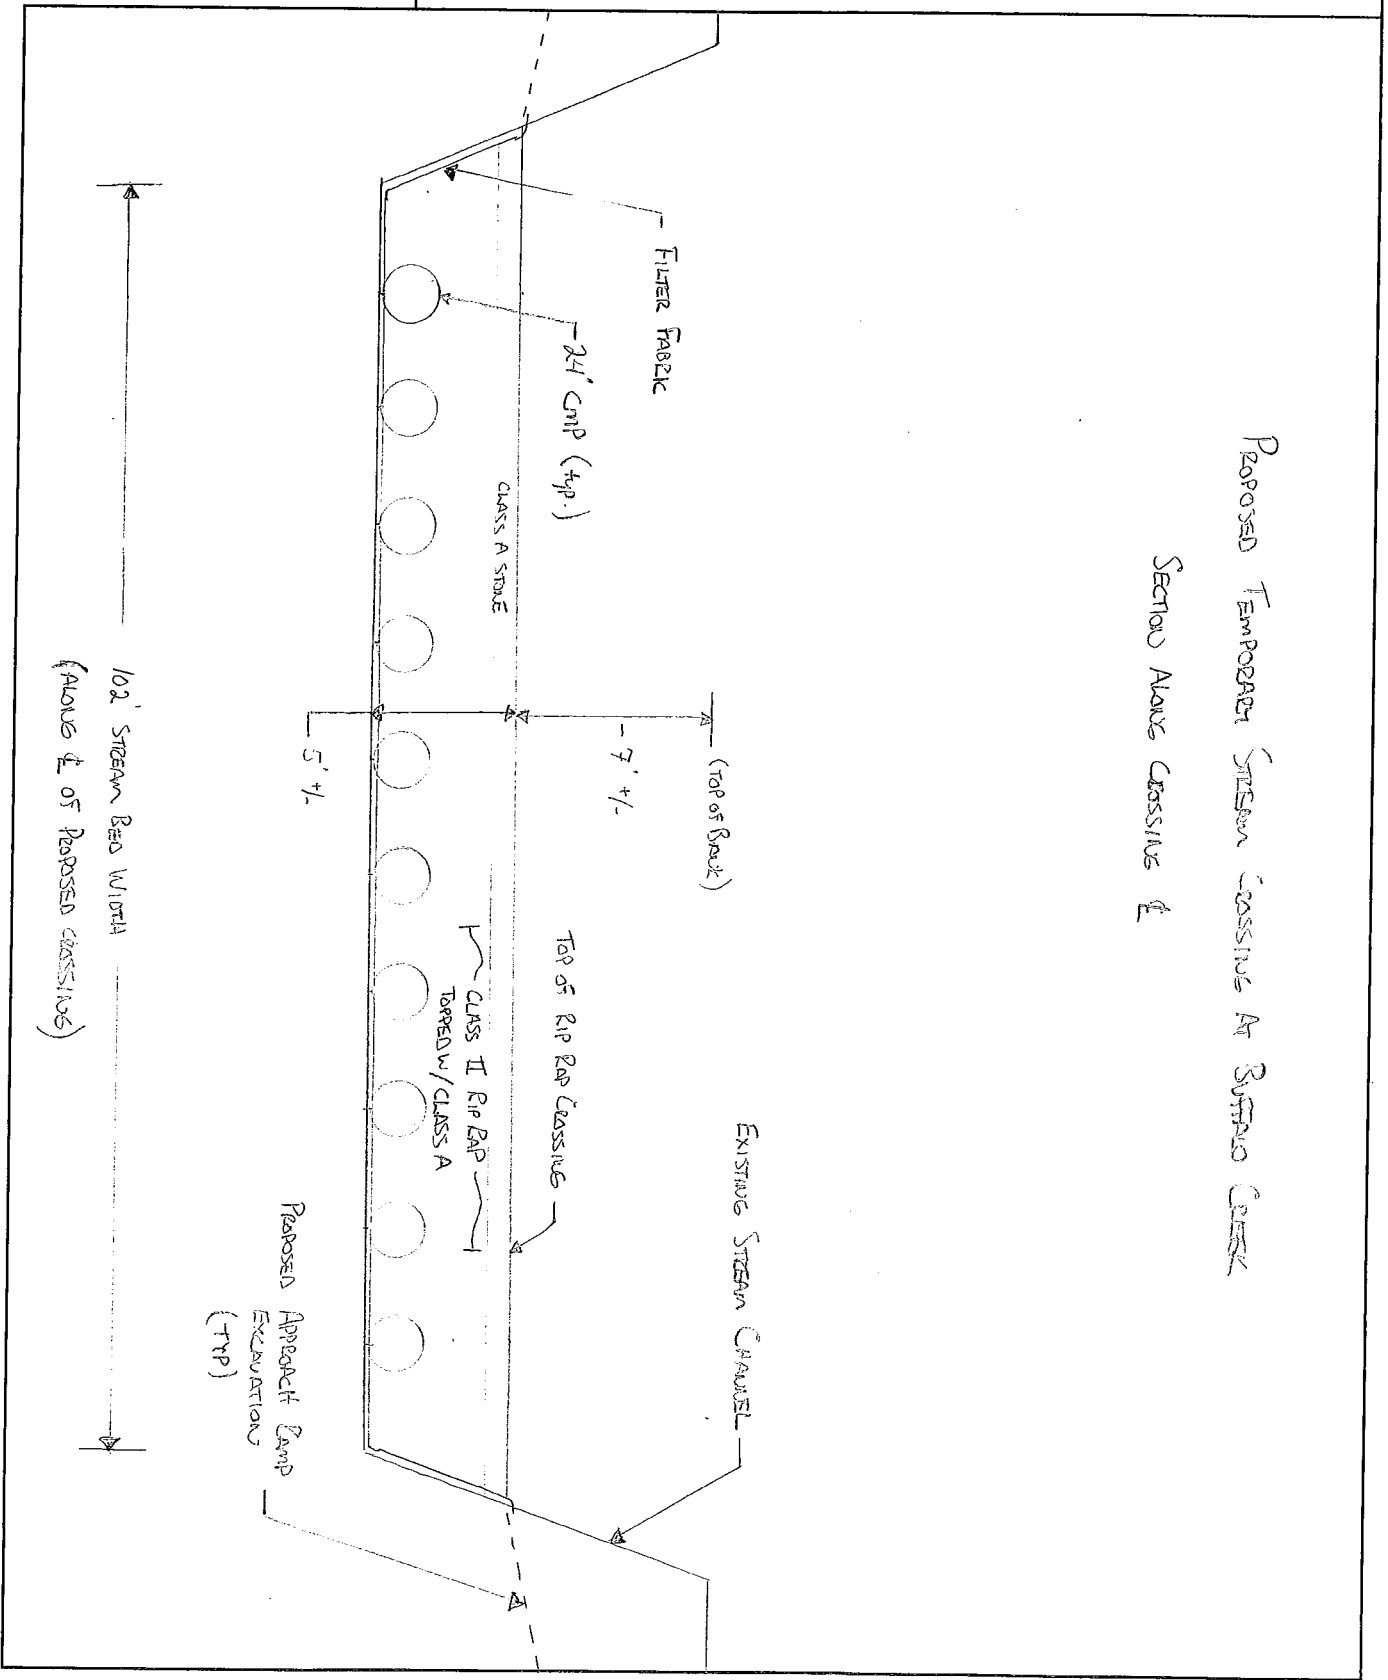 PROPOSED TEMPORARY STREAM CROSSING AT BUFFALO CREEK
SECTION ALONG CROSSING ℄
(TOP OF BANK)
EXISTING STREAM CHANNEL
FILTER FABRIC
24' CMP (typ.)
7' +/-
TOP OF RIP RAP CROSSING
CLASS A STONE
CLASS II RIP RAP
TOPPED W/ CLASS A
5' +/-
PROPOSED APPROACH RAMP
EXCAVATION
(TYP)
102' STREAM BED WIDTH
(ALONG ℄ OF PROPOSED CROSSING)